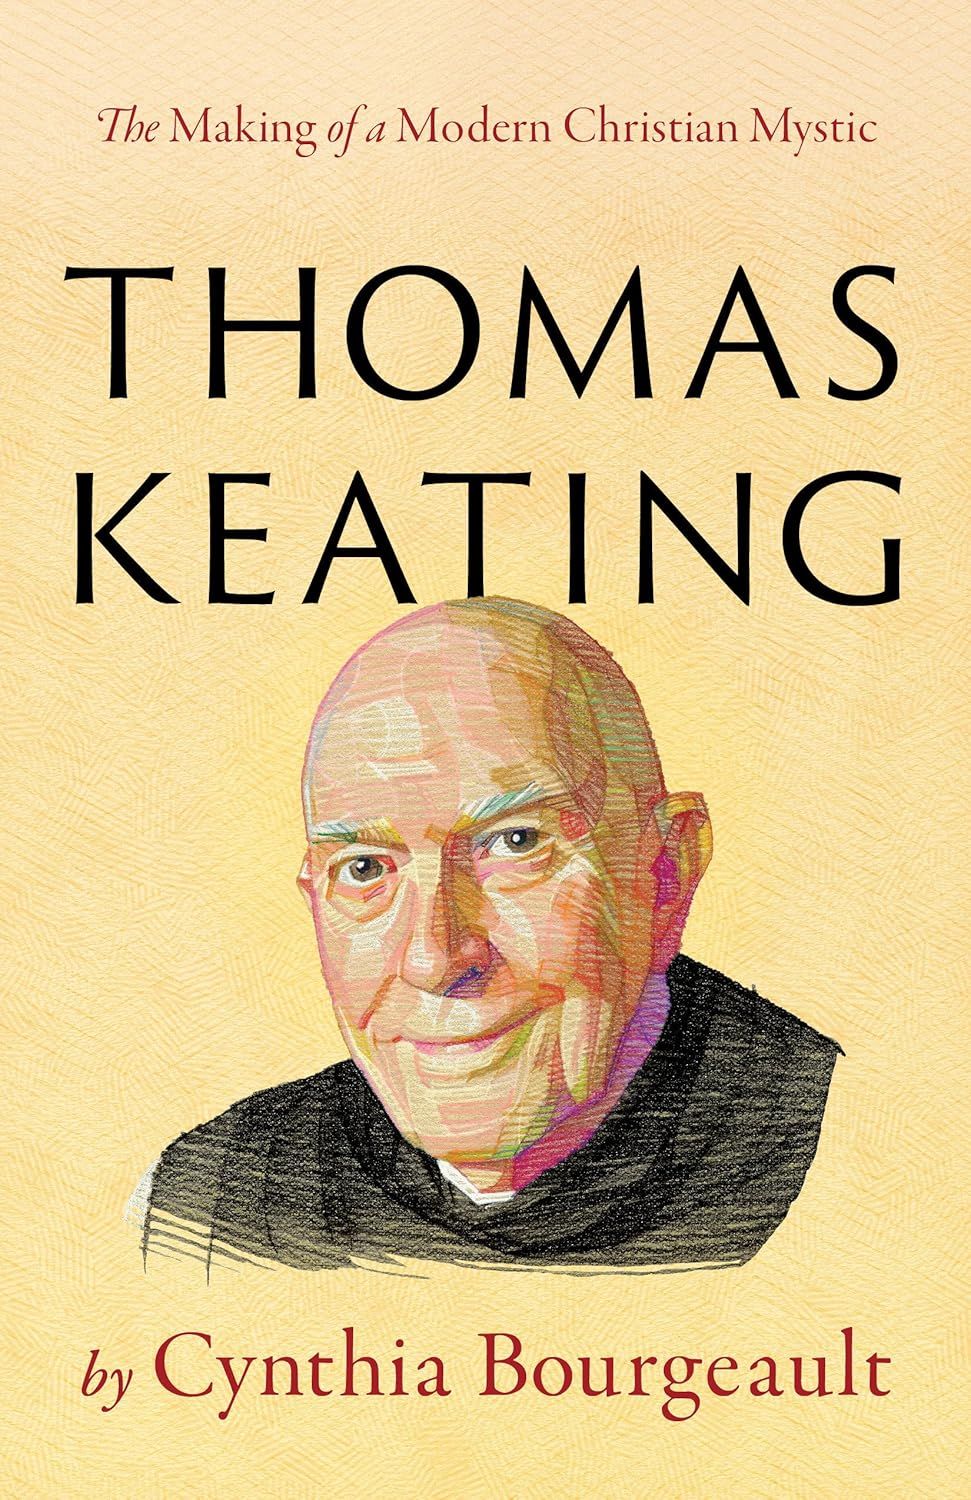 The Making of a Modern Christian Mystic
THOMAS
KEATING
by Cynthia Bourgeault